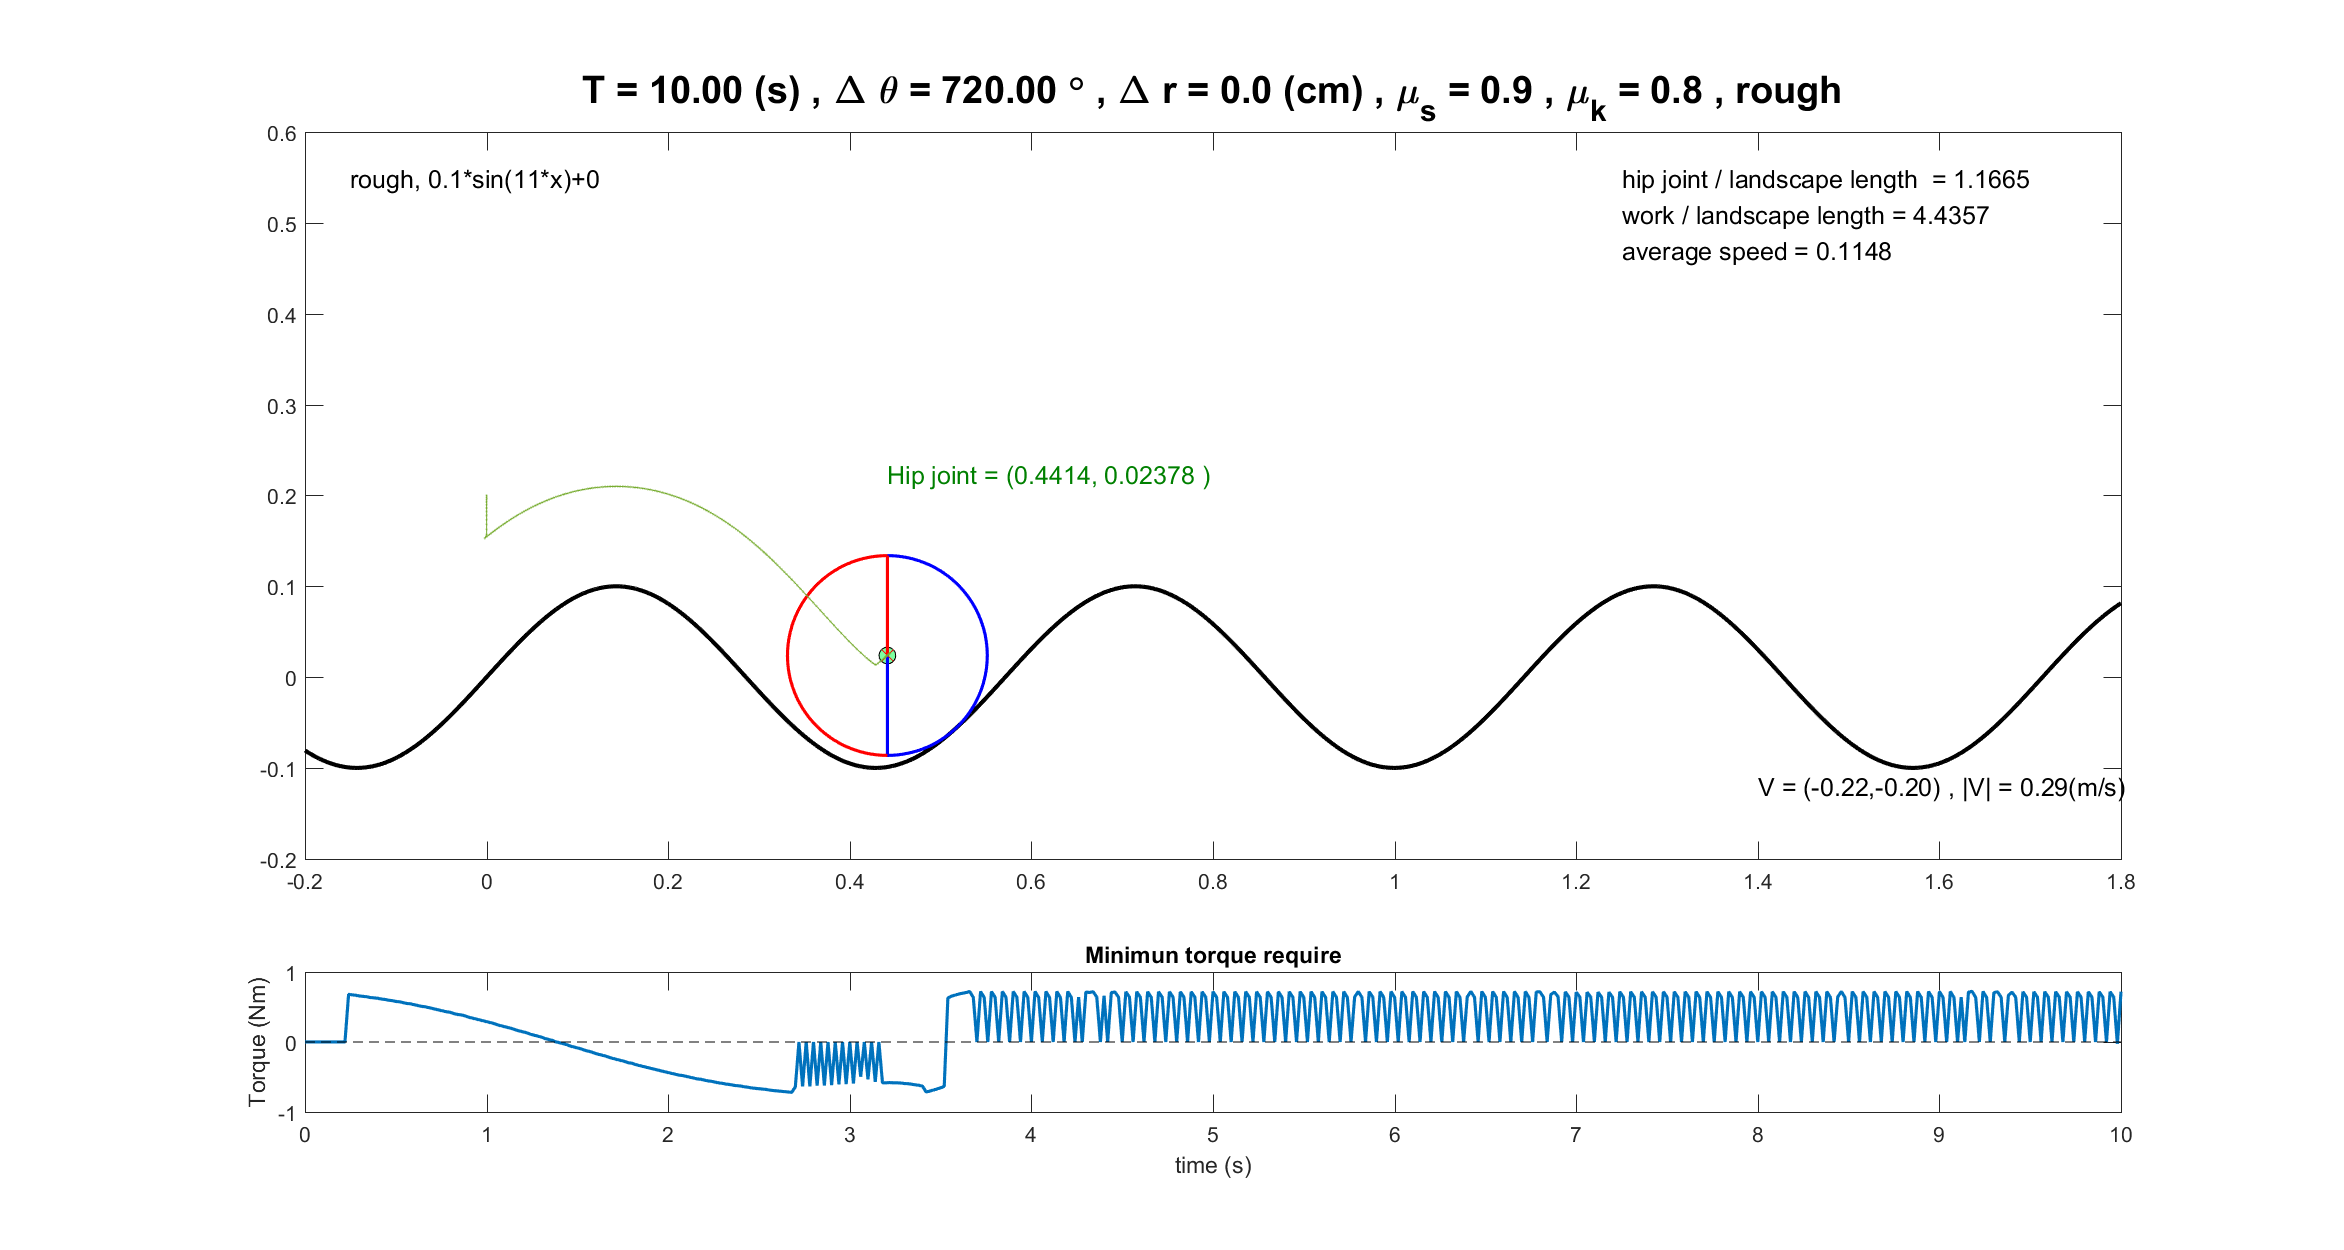 T = 10.00 (s) , Δ θ = 720.00 ° , Δ r = 0.0 (cm) , μs = 0.9 , μk = 0.8 , rough
0.6
0.5
0.4
0.3
0.2
0.1
0
-0.1
-0.2
rough, 0.1*sin(11*x)+0
hip joint / landscape length = 1.1665
work / landscape length = 4.4357
average speed = 0.1148
Hip joint = (0.4414, 0.02378 )
V = (-0.22,-0.20) , |V| = 0.29(m/s)
-0.2 0 0.2 0.4 0.6 0.8 1 1.2 1.4 1.6 1.8
Minimun torque require
Torque (Nm)
1
0
-1
0 1 2 3 4 5 6 7 8 9 10
time (s)